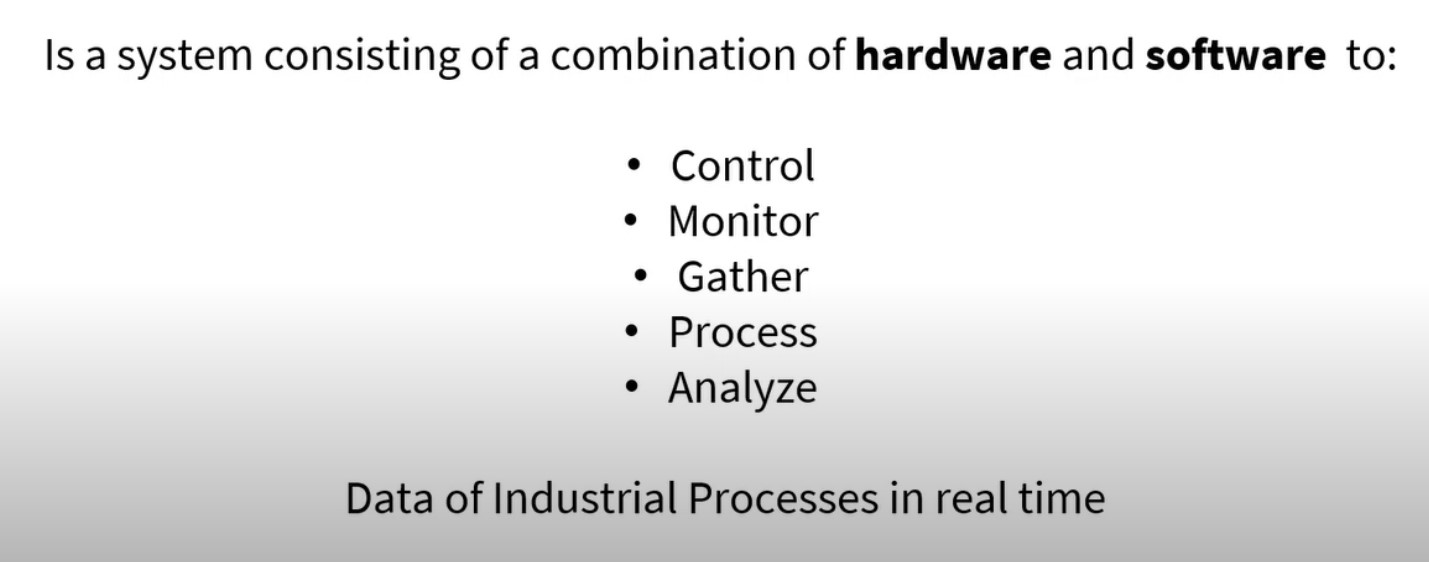 Is a system consisting of a combination of hardware and software to:
• Control
• Monitor
• Gather
• Process
• Analyze
Data of Industrial Processes in real time